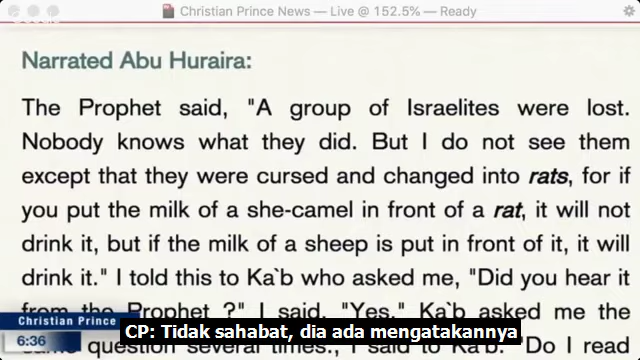 Christian Prince News — Live @ 152.5% — Ready
Narrated Abu Huraira:
The Prophet said, "A group of Israelites were lost.
Nobody knows what they did. But I do not see them
except that they were cursed and changed into rats, for if
you put the milk of a she-camel in front of a rat, it will not
drink it, but if the milk of a sheep is put in front of it, it will
drink it." I told this to Ka`b who asked me, "Did you hear it
from the Prophet ?" I said, "Yes." Ka`b asked me the
same question several times.; I said to Ka`b. "Do I read
Christian Prince
6:36
CP: Tidak sahabat, dia ada mengatakannya